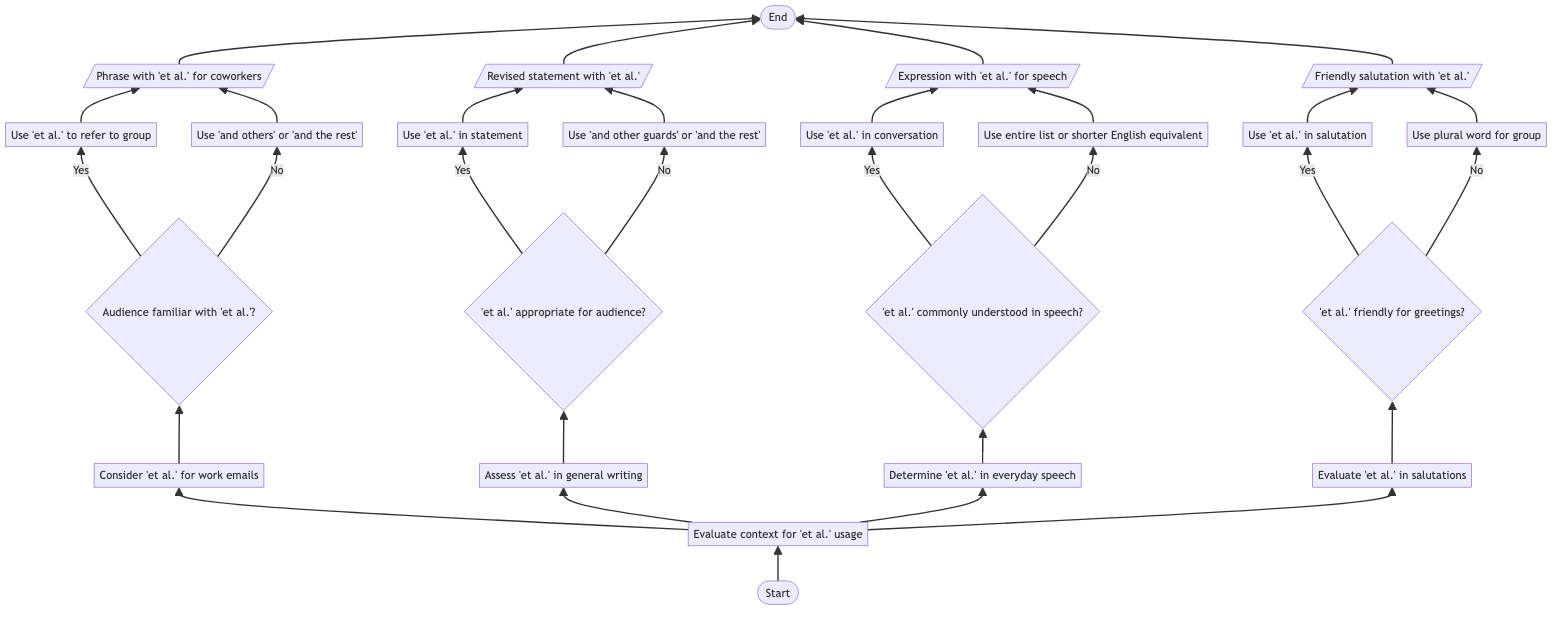 End
Phrase with 'et al.' for coworkers
Revised statement with 'et al.'
Expression with 'et al.' for speech
Friendly salutation with 'et al.'
Use 'et al.' to refer to group
Use 'and others' or 'and the rest'
Use 'et al.' in statement
Use 'and other guards' or 'and the rest'
Use 'et al.' in conversation
Use entire list or shorter English equivalent
Use 'et al.' in salutation
Use plural word for group
Yes
No
Yes
No
Yes
No
Yes
No
Audience familiar with 'et al.'?
'et al.' appropriate for audience?
'et al.' commonly understood in speech?
'et al.' friendly for greetings?
Consider 'et al.' for work emails
Assess 'et al.' in general writing
Determine 'et al.' in everyday speech
Evaluate 'et al.' in salutations
Evaluate context for 'et al.' usage
Start